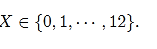 X ∈ {0, 1, ⋯ , 12}.